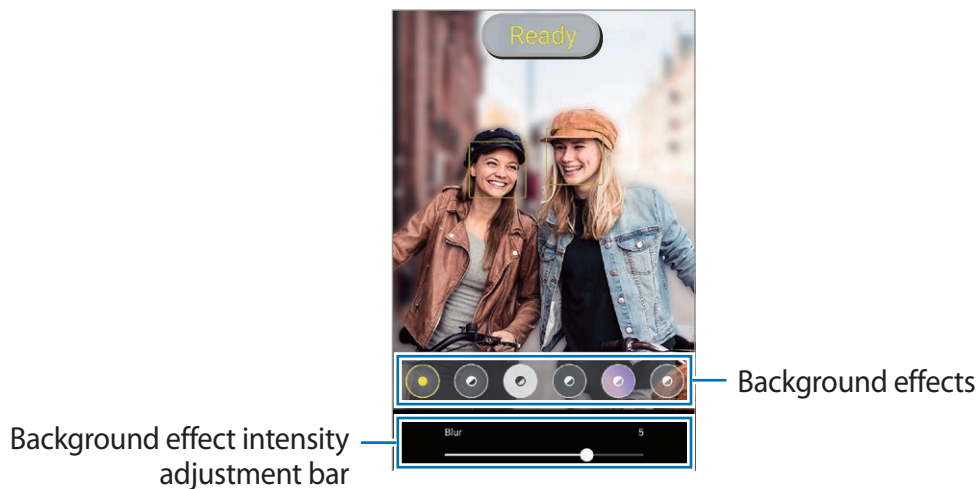 Ready
Background effects
Blur 5
Background effect intensity
adjustment bar